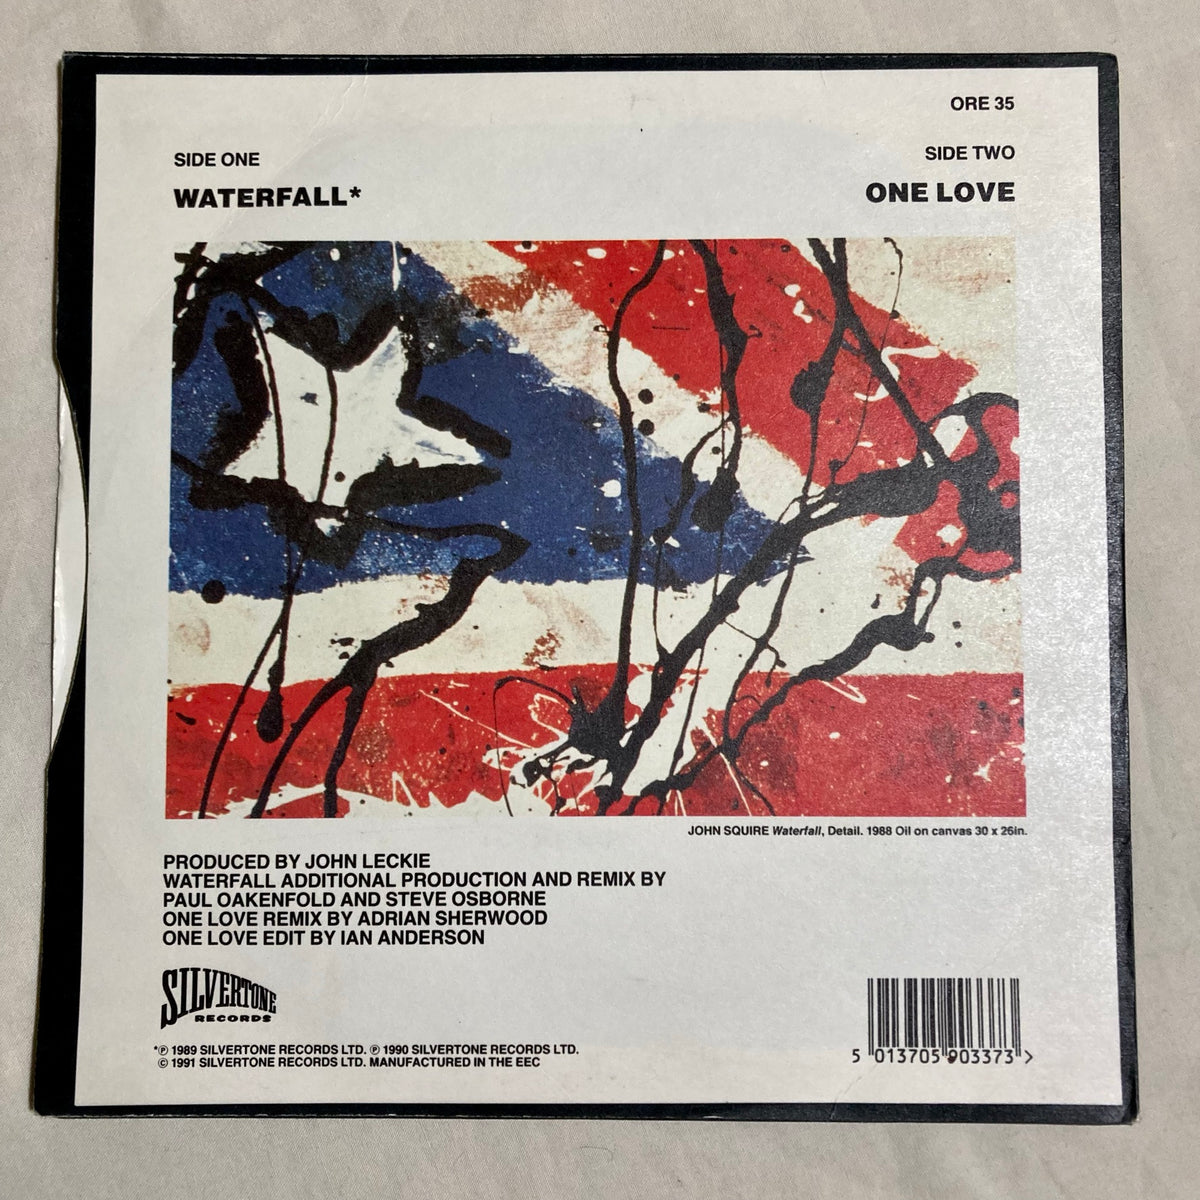 ORE 35
SIDE ONE
SIDE TWO
WATERFALL*
ONE LOVE
JOHN SQUIRE Waterfall, Detail. 1988 Oil on canvas 30 x 26in.
PRODUCED BY JOHN LECKIE
WATERFALL ADDITIONAL PRODUCTION AND REMIX BY
PAUL OAKENFOLD AND STEVE OSBORNE
ONE LOVE REMIX BY ADRIAN SHERWOOD
ONE LOVE EDIT BY IAN ANDERSON
SILVERTONE
RECORDS
*℗ 1989 SILVERTONE RECORDS LTD. ℗ 1990 SILVERTONE RECORDS LTD.
© 1991 SILVERTONE RECORDS LTD. MANUFACTURED IN THE EEC
5 013705 903373 >